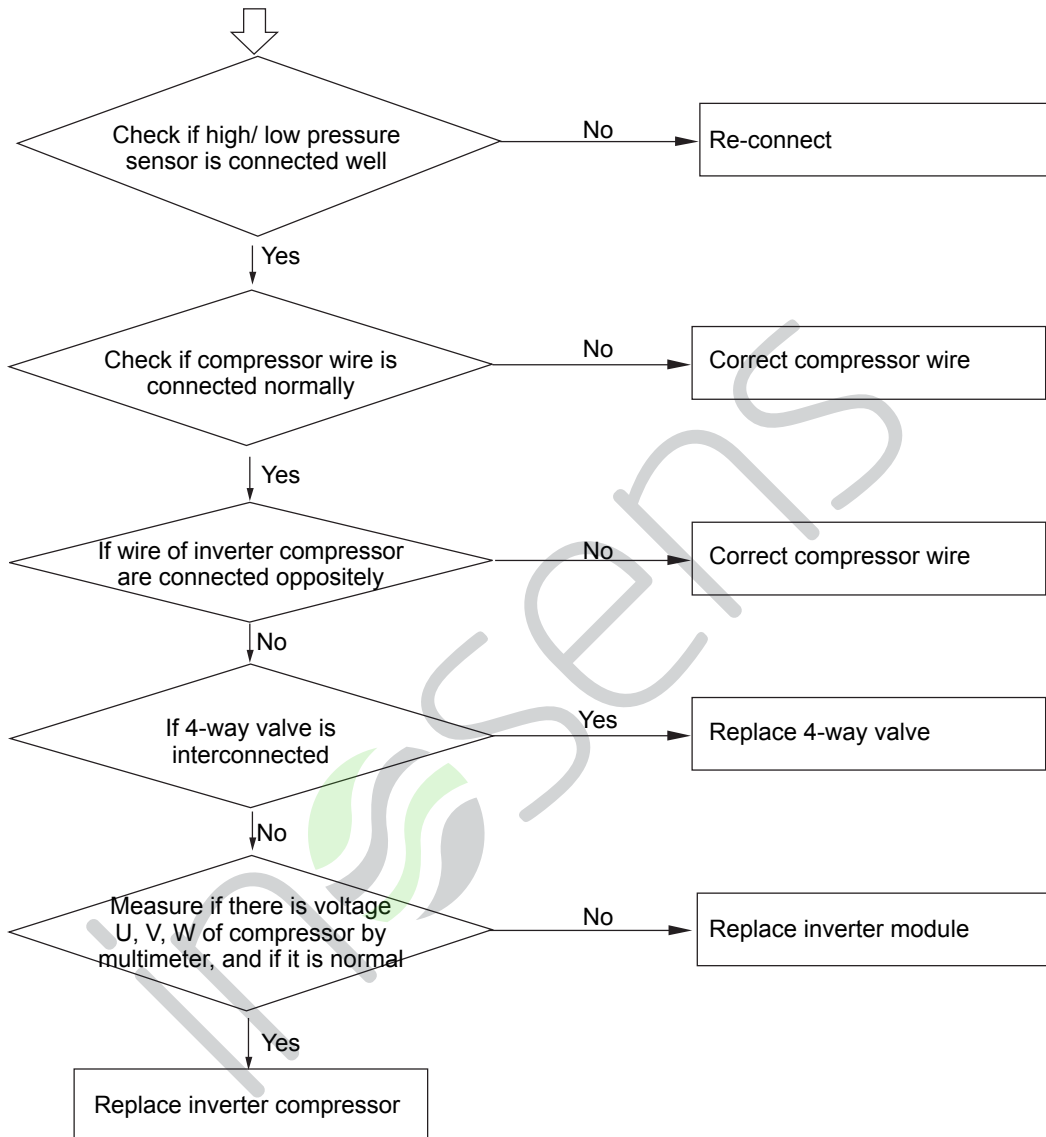 Check if high/ low pressure
sensor is connected well
No
Re-connect
Yes
Check if compressor wire is
connected normally
No
Correct compressor wire
Yes
If wire of inverter compressor
are connected oppositely
No
Correct compressor wire
No
If 4-way valve is
interconnected
Yes
Replace 4-way valve
No
Measure if there is voltage
U, V, W of compressor by
multimeter, and if it is normal
No
Replace inverter module
Yes
Replace inverter compressor
insens